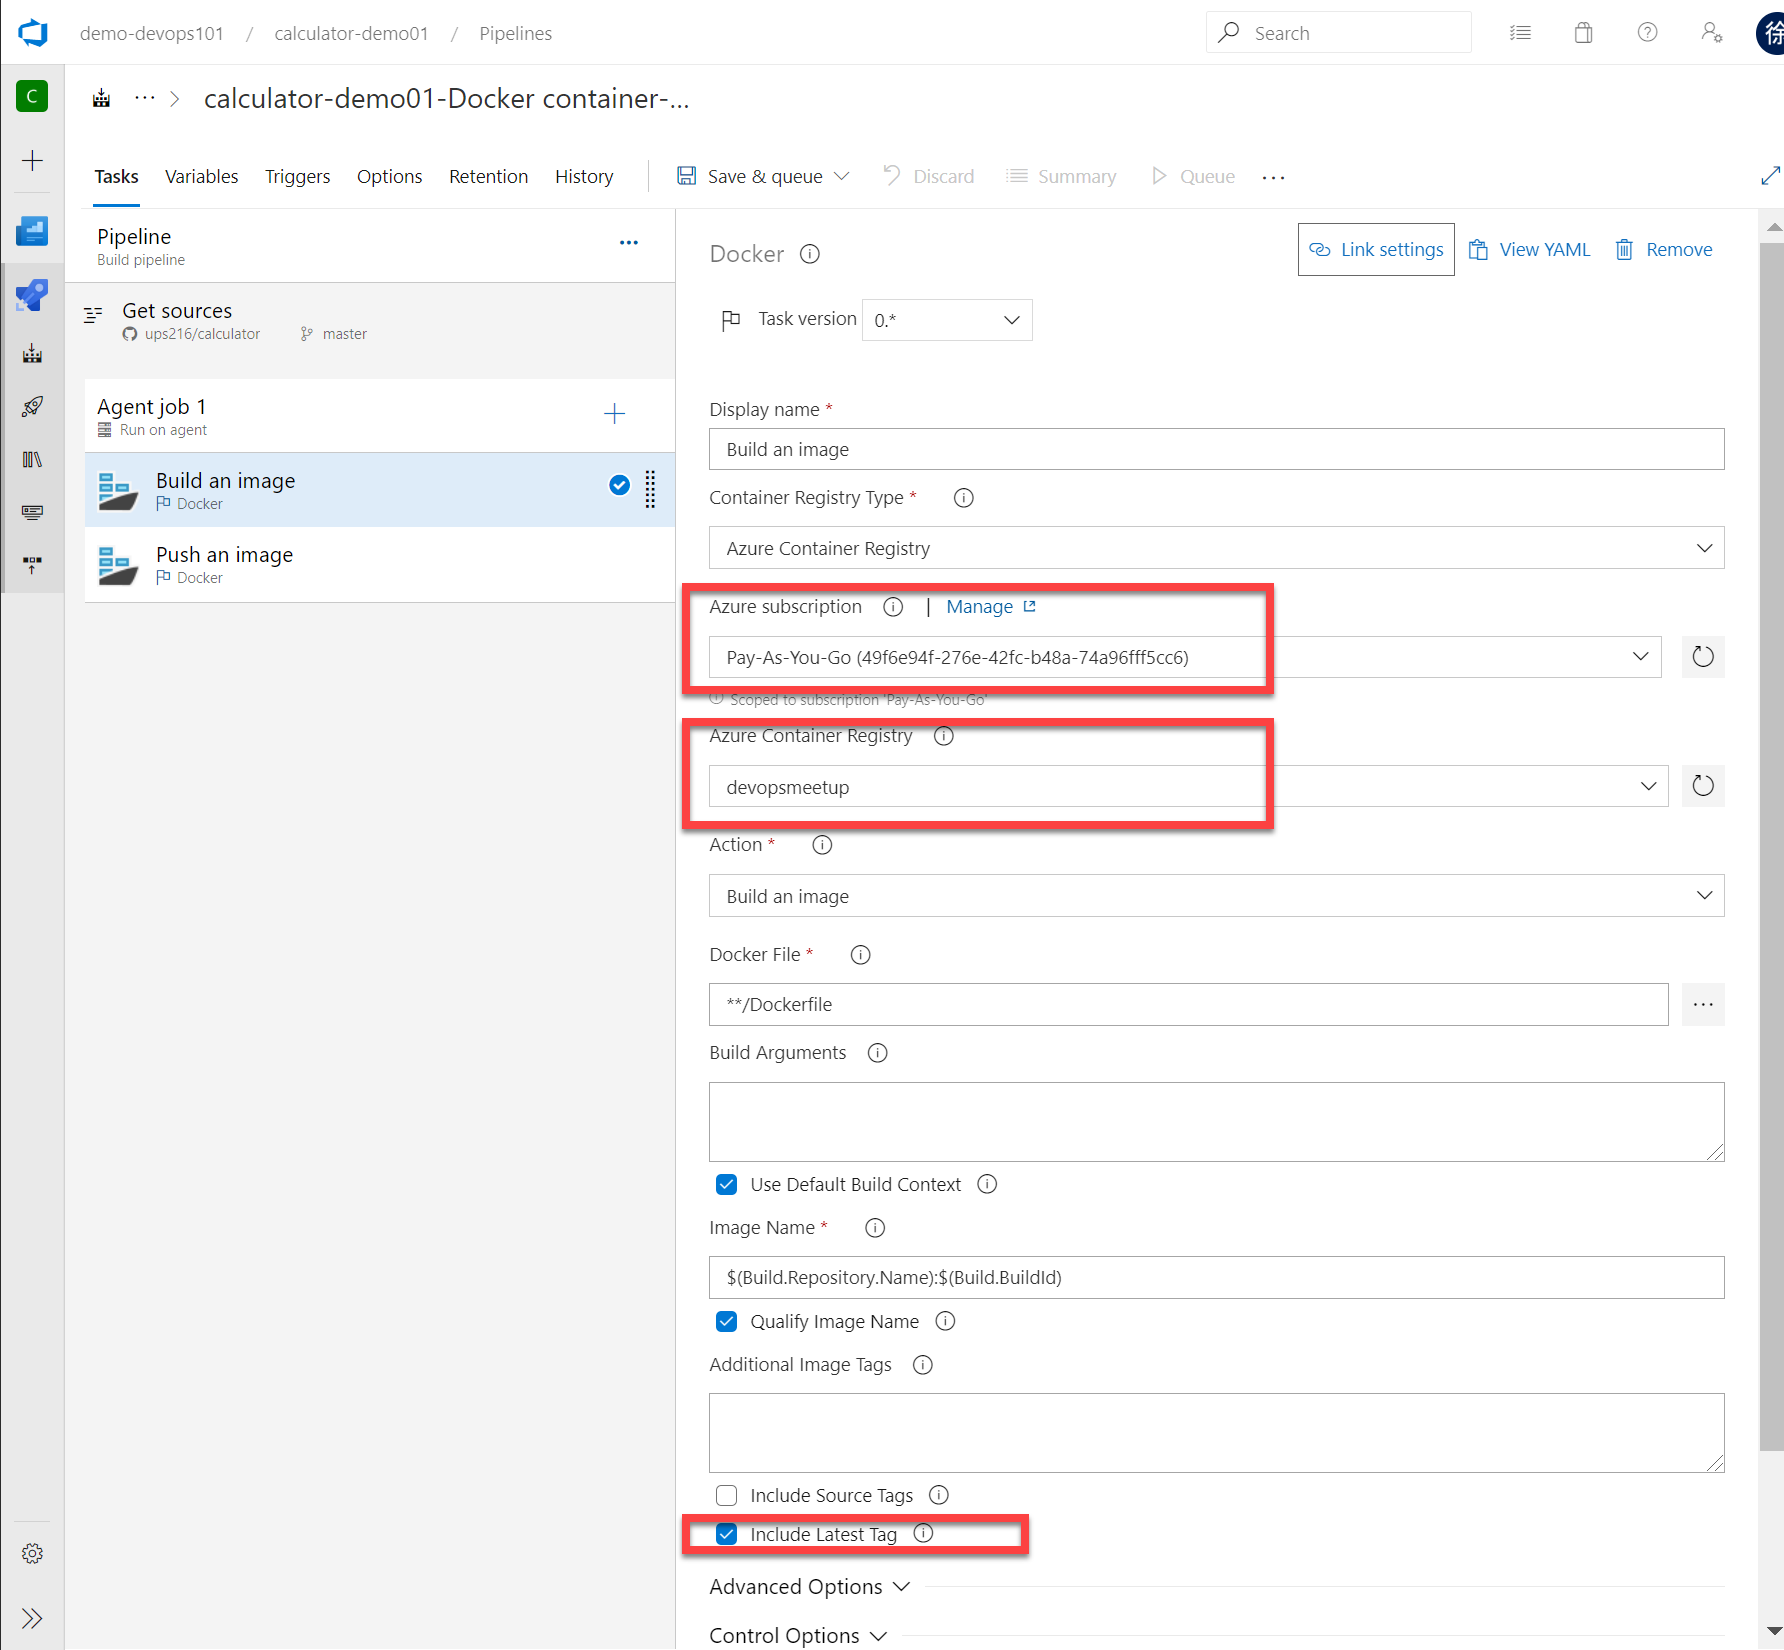 demo-devops101 / calculator-demo01 / Pipelines
Search
徐
C
··· calculator-demo01-Docker container-...
Tasks Variables Triggers Options Retention History Save & queue Discard Summary Queue ···
Pipeline
Build pipeline
Get sources
ups216/calculator master
Agent job 1
Run on agent
Build an image
Docker
Push an image
Docker
Docker
Link settings View YAML Remove
Task version 0.*
Display name *
Build an image
Container Registry Type *
Azure Container Registry
Azure subscription | Manage
Pay-As-You-Go (49f6e94f-276e-42fc-b48a-74a96fff5cc6)
Scoped to subscription 'Pay-As-You-Go'
Azure Container Registry
devopsmeetup
Action *
Build an image
Docker File *
**/Dockerfile
Build Arguments
Use Default Build Context
Image Name *
$(Build.Repository.Name):$(Build.BuildId)
Qualify Image Name
Additional Image Tags
Include Source Tags
Include Latest Tag
Advanced Options
Control Options